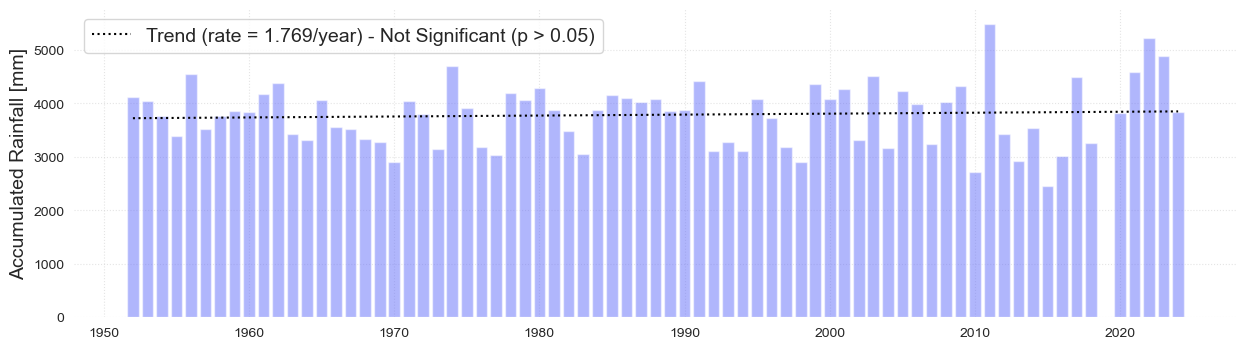 Trend (rate = 1.769/year) - Not Significant (p > 0.05)
Accumulated Rainfall [mm]
5000
4000
3000
2000
1000
0
1950 1960 1970 1980 1990 2000 2010 2020